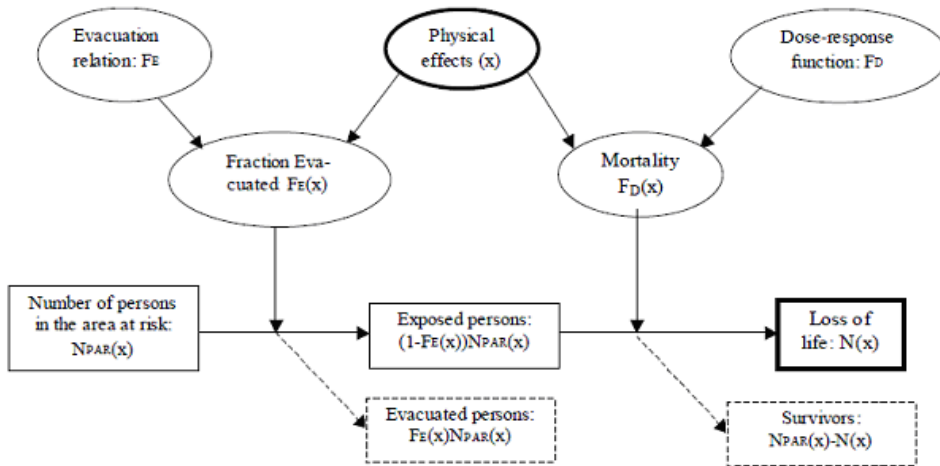 Evacuation
relation: FE
Physical
effects (x)
Dose-response
function: FD
Fraction Eva-
cuated FE(x)
Mortality
FD(x)
Number of persons
in the area at risk:
NPAR(x)
Exposed persons:
(1-FE(x))NPAR(x)
Loss of
life: N(x)
Evacuated persons:
FE(x)NPAR(x)
Survivors:
NPAR(x)-N(x)